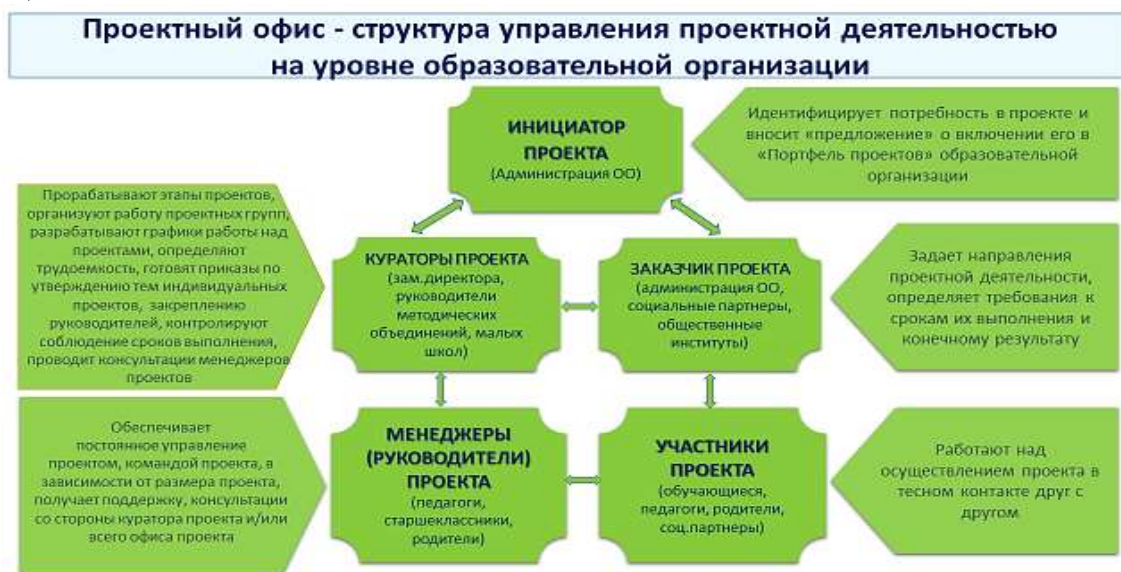 Проектный офис - структура управления проектной деятельностью
на уровне образовательной организации
ИНИЦИАТОР
ПРОЕКТА
(Администрация ОО)
Идентифицирует потребность в проекте и
вносит «предложение» о включении его в
«Портфель проектов» образовательной
организации
Прорабатывают этапы проектов,
организуют работу проектных групп,
разрабатывают графики работы над
проектами, определяют
трудоемкость, готовят приказы по
утверждению тем индивидуальных
проектов, закреплению
руководителей, контролируют
соблюдение сроков выполнения,
проводит консультации менеджеров
проектов
КУРАТОРЫ ПРОЕКТА
(зам.директора,
руководители
методических
объединений, малых
школ)
ЗАКАЗЧИК ПРОЕКТА
(администрация ОО,
социальные партнеры,
общественные
институты)
Задает направления
проектной деятельности,
определяет требования к
срокам их выполнения и
конечному результату
Обеспечивает
постоянное управление
проектом, командой проекта, в
зависимости от размера проекта,
получает поддержку, консультации
со стороны куратора проекта и/или
всего офиса проекта
МЕНЕДЖЕРЫ
(РУКОВОДИТЕЛИ)
ПРОЕКТА
(педагоги,
старшеклассники,
родители)
УЧАСТНИКИ
ПРОЕКТА
(обучающиеся,
педагоги, родители,
соц.партнеры)
Работают над
осуществлением проекта в
тесном контакте друг с
другом